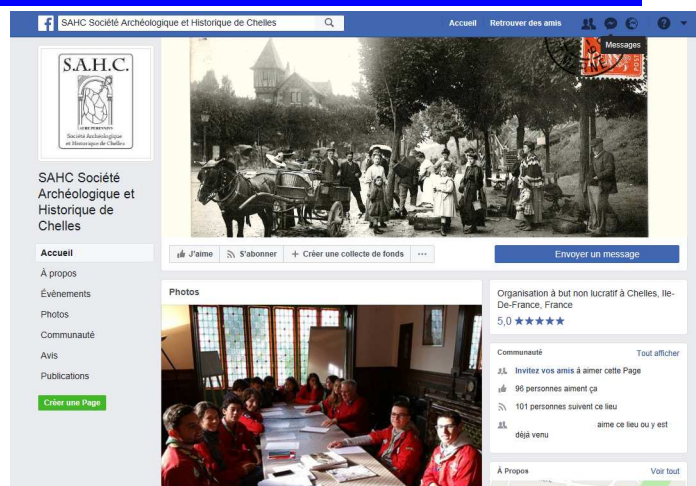 SAHC Société Archéologique et Historique de Chelles
Accueil
Retrouver des amis
Messages
S.A.H.C.
Société Archéologique
et Historique de Chelles
SAHC Société
Archéologique et
Historique de
Chelles
Accueil
À propos
Événements
Photos
Communauté
Avis
Publications
Créer une Page
J'aime
S'abonner
+ Créer une collecte de fonds
...
Envoyer un message
Photos
Organisation à but non lucratif à Chelles, Ile-
De-France, France
5,0 ★★★★★
Communauté
Tout afficher
Invitez vos amis à aimer cette Page
96 personnes aiment ça
101 personnes suivent ce lieu
aime ce lieu ou y est
déjà venu
À Propos
Voir tout